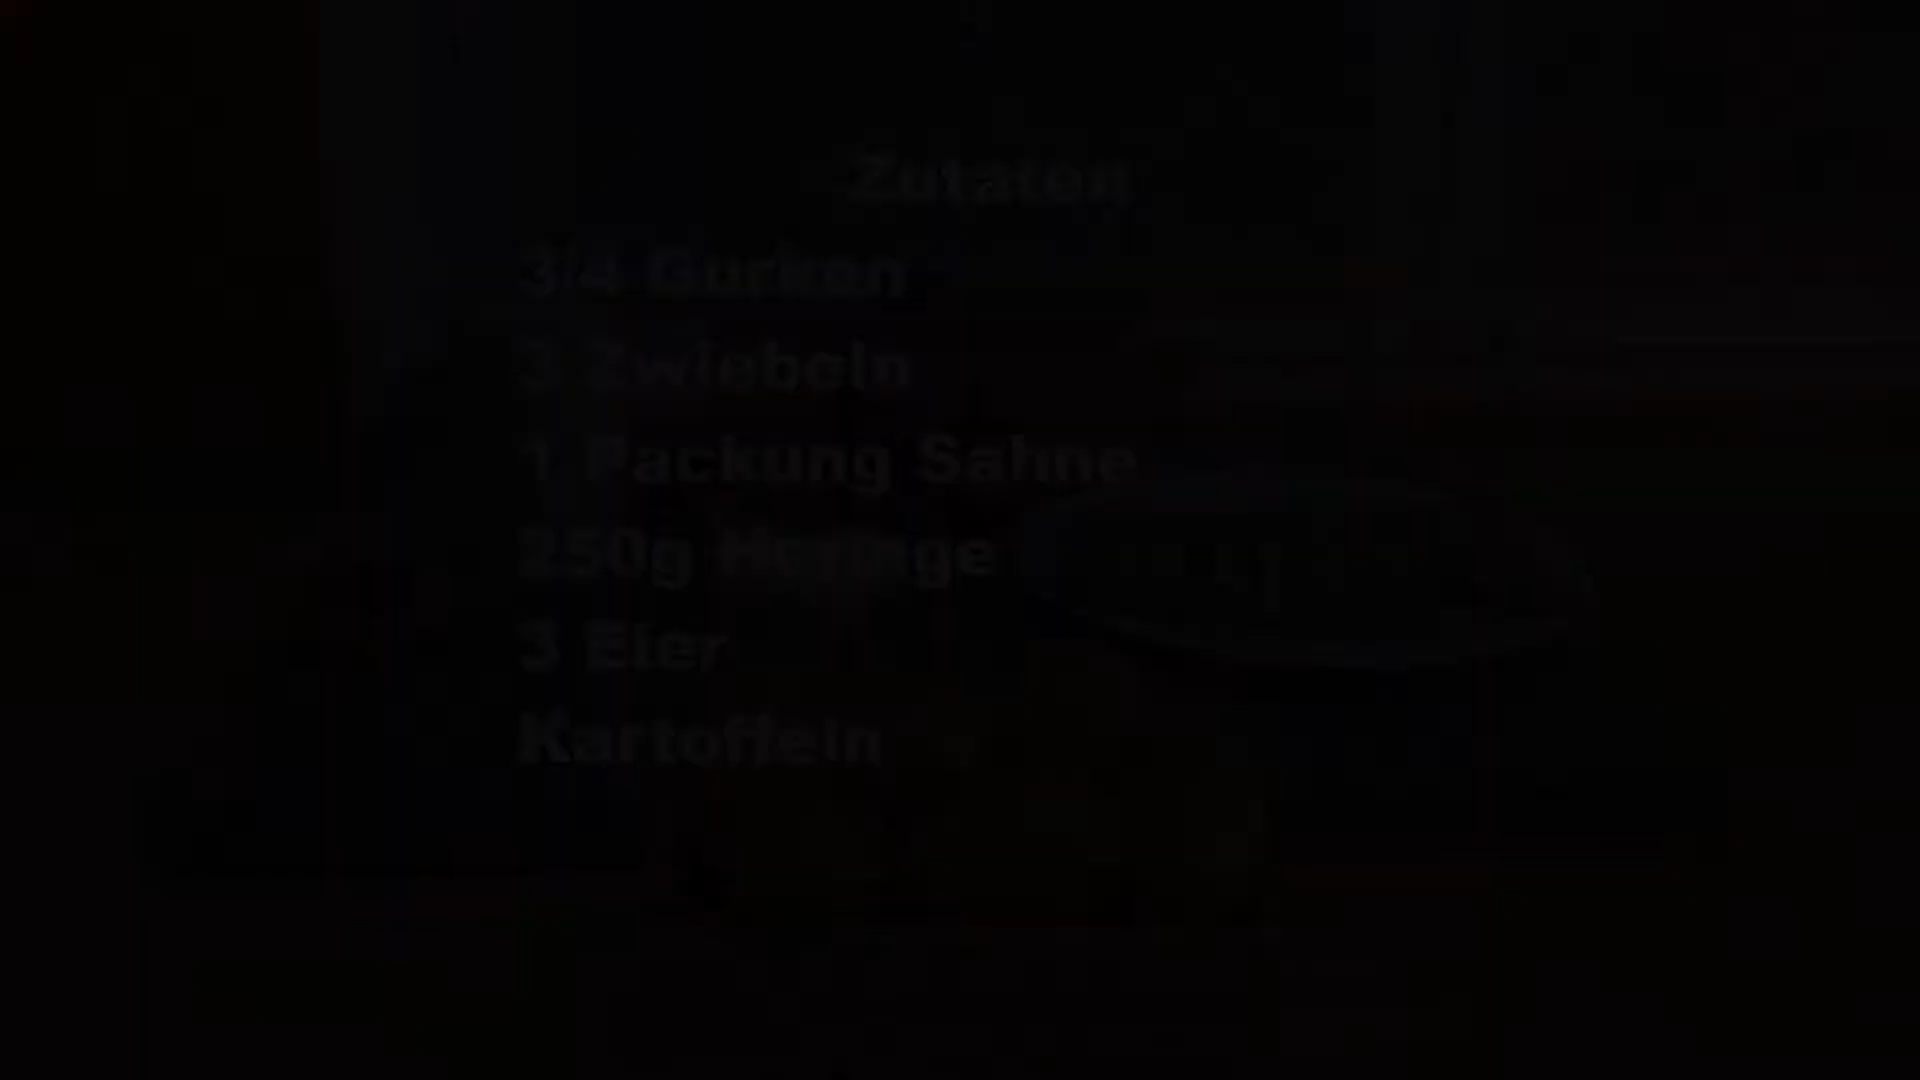 Zutaten
3/4 Gurken
3 Zwiebeln
1 Packung Sahne
250g Heringe
3 Eier
Kartoffeln